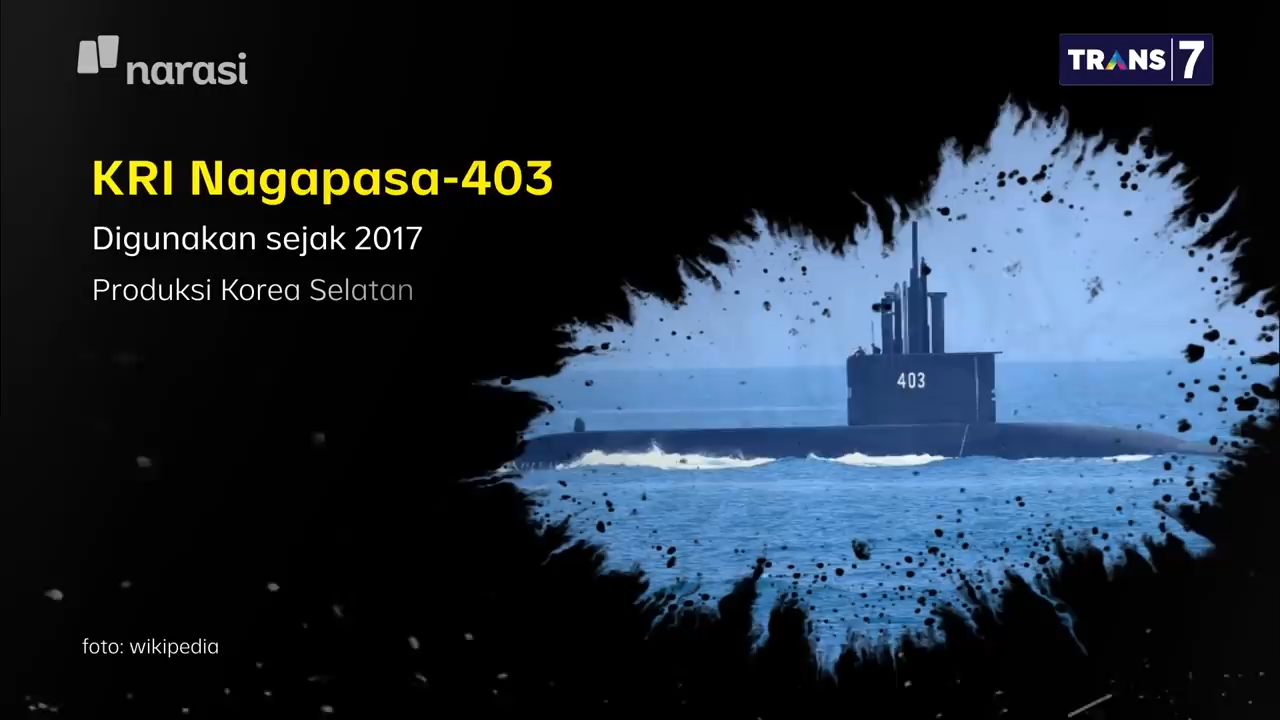 narasi
TRANS 7
KRI Nagapasa-403
Digunakan sejak 2017
Produksi Korea Selatan
403
foto: wikipedia